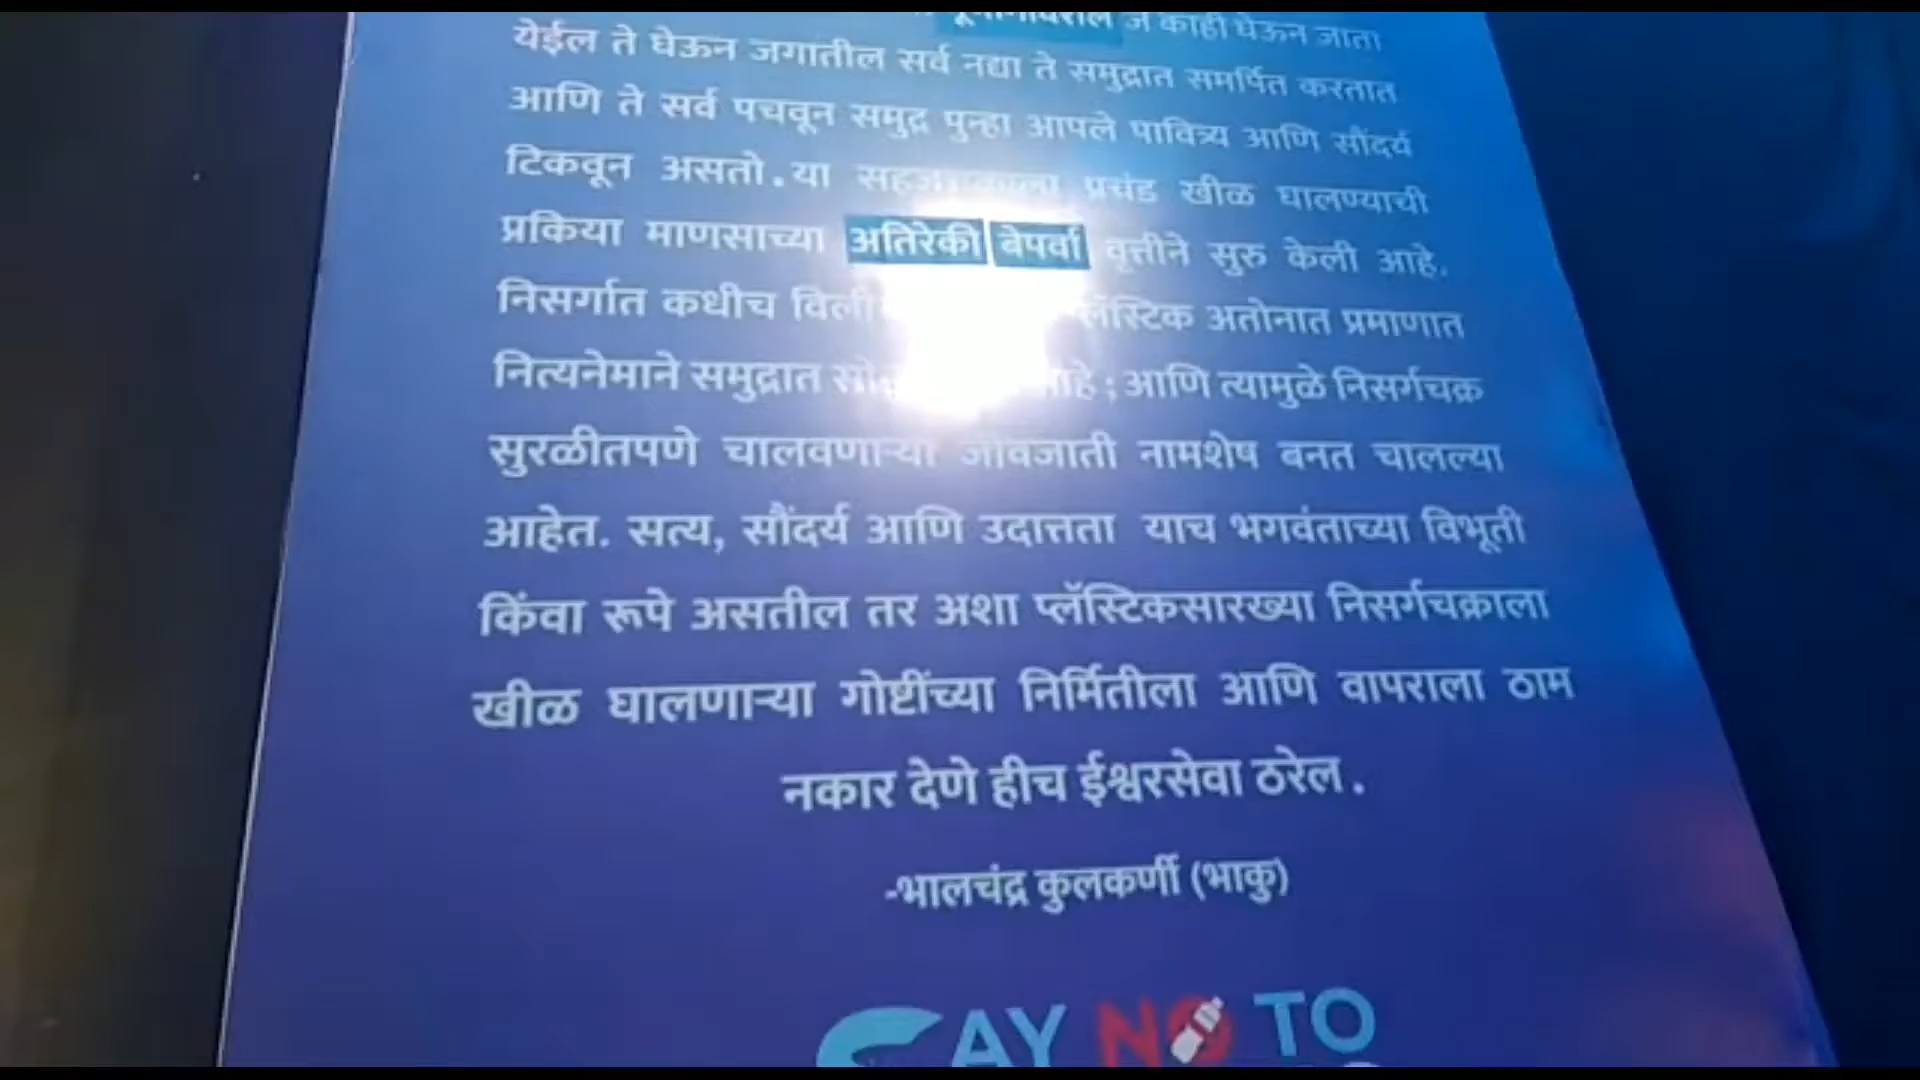 जे काही घेऊन जाता
येईल ते घेऊन जगातील सर्व नद्या ते समुद्रात समर्पित करतात
आणि ते सर्व पचवून समुद्र पुन्हा आपले पावित्र्य आणि सौंदर्य
टिकवून असतो.या प्रचंड खीळ घालण्याची
प्रकिया माणसाच्या अतिरेकी बेपर्वा वृत्तीने सुरु केली आहे.
निसर्गात कधीच अतोनात प्रमाणात
नित्यनेमाने समुद्रात ; आणि त्यामुळे निसर्गचक्र
सुरळीतपणे चालवणाऱ्या जीवजाती नामशेष बनत चालल्या
आहेत. सत्य, सौंदर्य आणि उदात्तता याच भगवंताच्या विभूती
किंवा रूपे असतील तर अशा प्लॅस्टिकसारख्या निसर्गचक्राला
खीळ घालणाऱ्या गोष्टींच्या निर्मितीला आणि वापराला ठाम
नकार देणे हीच ईश्वरसेवा ठरेल .
-भालचंद्र कुलकर्णी (भाकु)
SAY NO TO